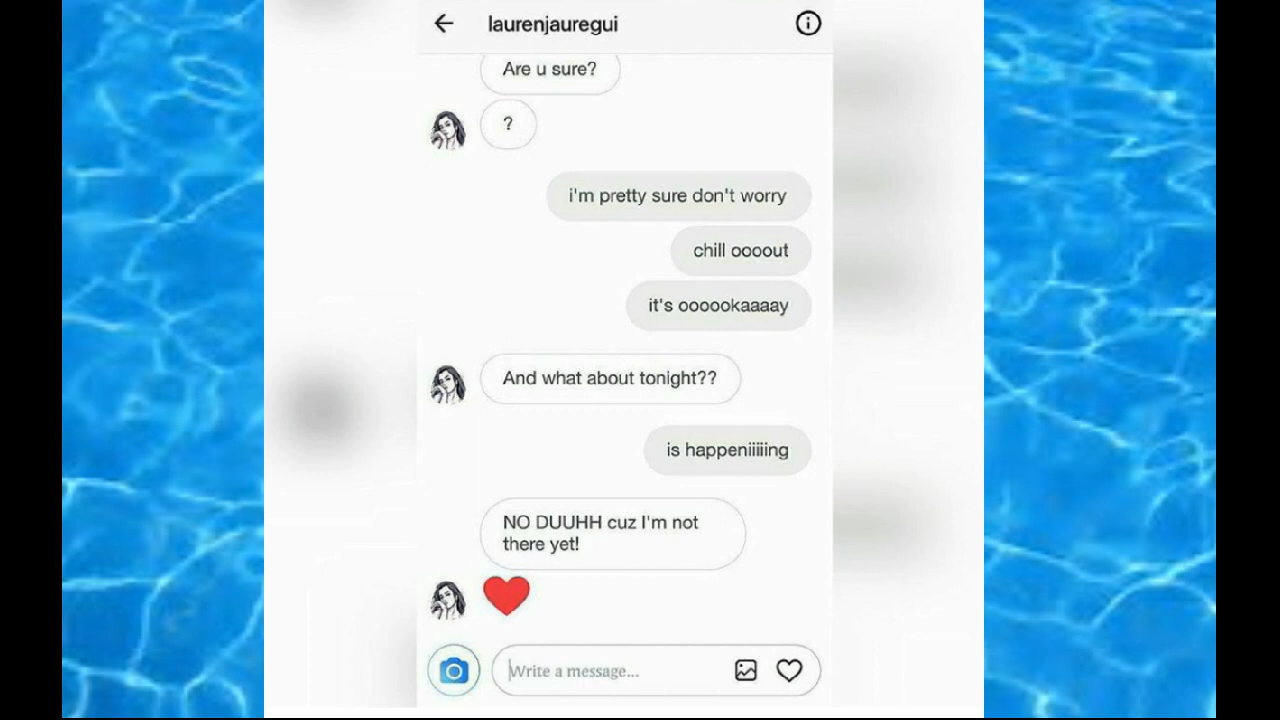 laurenjauregui
Are u sure?
?
i'm pretty sure don't worry
chill oooout
it's oooookaaaay
And what about tonight??
is happeniiiiing
NO DUUHH cuz I'm not
there yet!
Write a message...